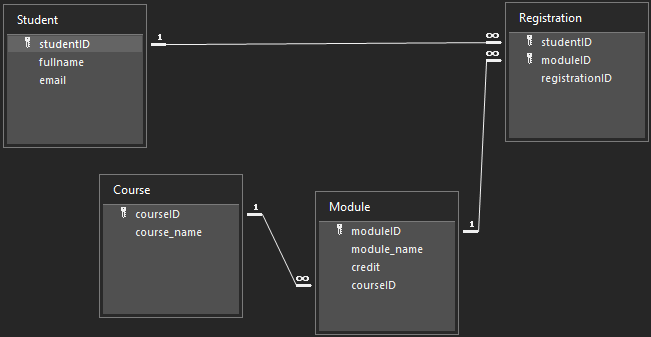 Student
studentID
fullname
email
1
∞
∞
Registration
studentID
moduleID
registrationID
Course
courseID
course_name
1
∞
Module
moduleID
module_name
credit
courseID
1